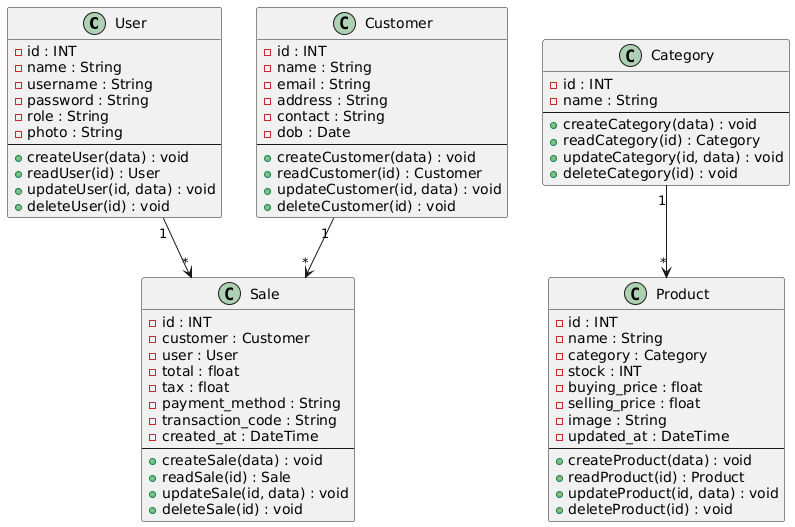 C User
id : INT
name : String
username : String
password : String
role : String
photo : String
createUser(data) : void
readUser(id) : User
updateUser(id, data) : void
deleteUser(id) : void
C Customer
id : INT
name : String
email : String
address : String
contact : String
dob : Date
createCustomer(data) : void
readCustomer(id) : Customer
updateCustomer(id, data) : void
deleteCustomer(id) : void
C Category
id : INT
name : String
createCategory(data) : void
readCategory(id) : Category
updateCategory(id, data) : void
deleteCategory(id) : void
1
*
1
*
1
*
C Sale
id : INT
customer : Customer
user : User
total : float
tax : float
payment_method : String
transaction_code : String
created_at : DateTime
createSale(data) : void
readSale(id) : Sale
updateSale(id, data) : void
deleteSale(id) : void
C Product
id : INT
name : String
category : Category
stock : INT
buying_price : float
selling_price : float
image : String
updated_at : DateTime
createProduct(data) : void
readProduct(id) : Product
updateProduct(id, data) : void
deleteProduct(id) : void